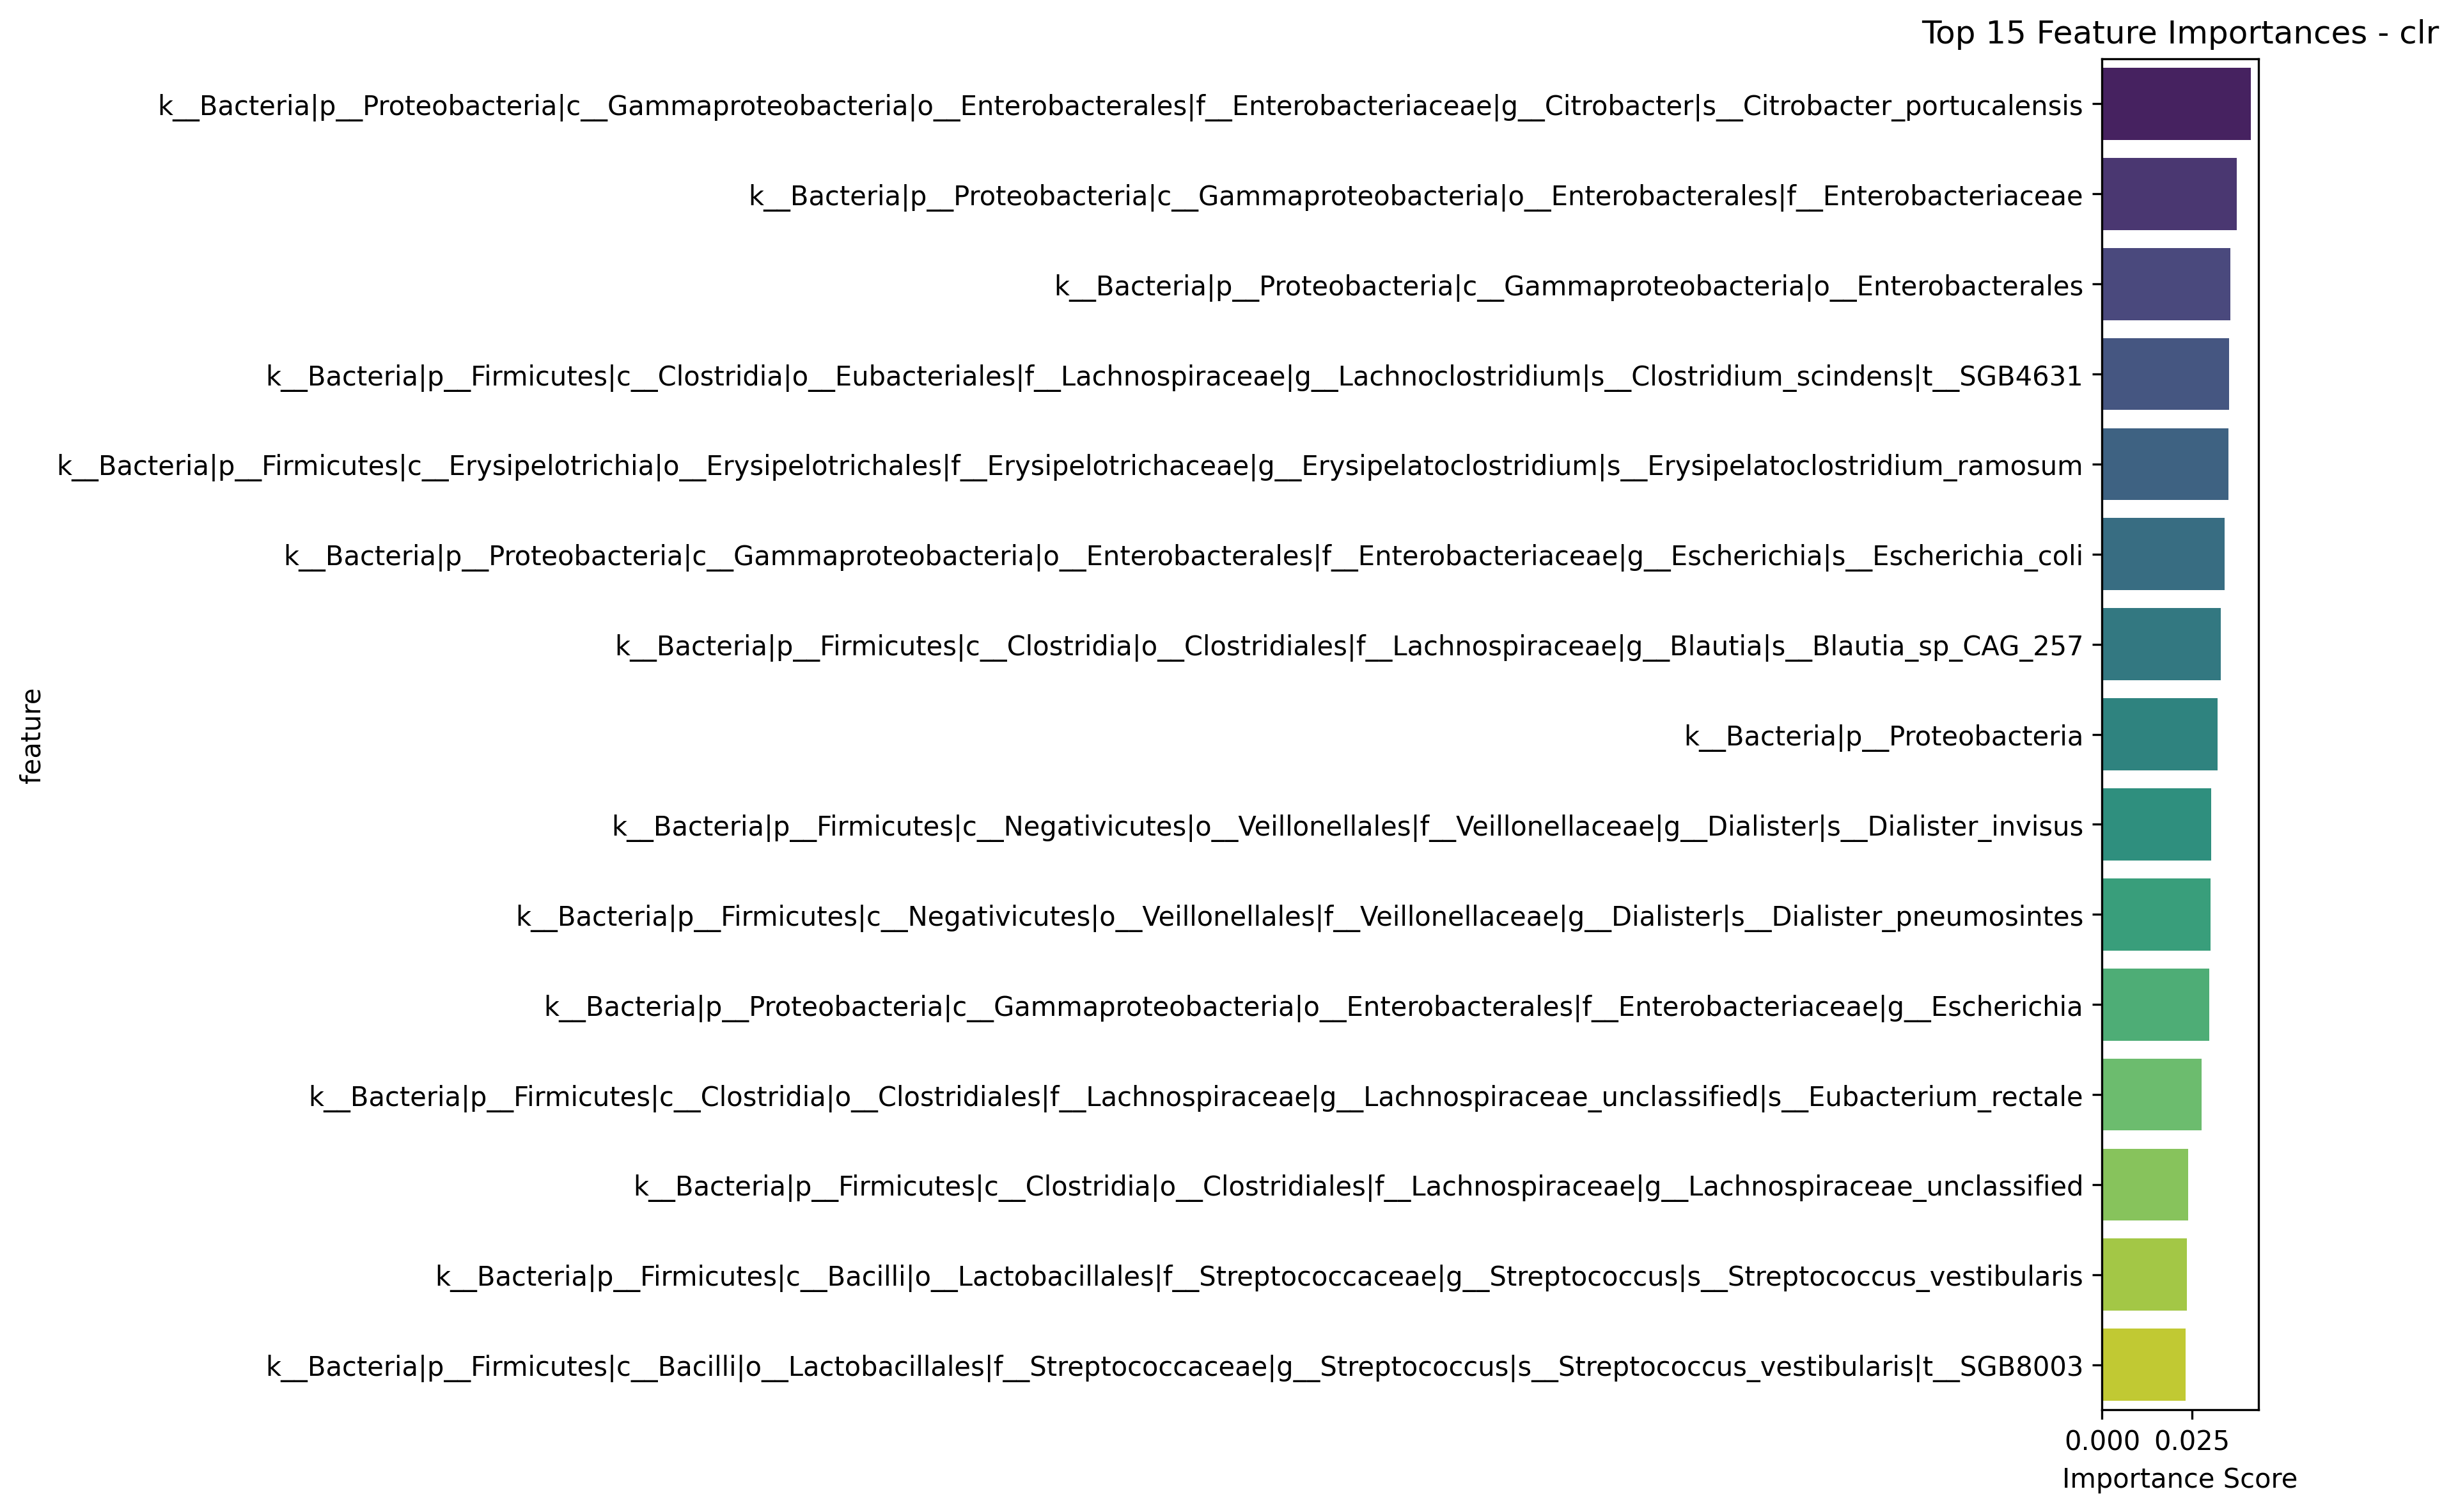 Top 15 Feature Importances - clr
k__Bacteria|p__Proteobacteria|c__Gammaproteobacteria|o__Enterobacterales|f__Enterobacteriaceae|g__Citrobacter|s__Citrobacter_portucalensis
k__Bacteria|p__Proteobacteria|c__Gammaproteobacteria|o__Enterobacterales|f__Enterobacteriaceae
k__Bacteria|p__Proteobacteria|c__Gammaproteobacteria|o__Enterobacterales
k__Bacteria|p__Firmicutes|c__Clostridia|o__Eubacteriales|f__Lachnospiraceae|g__Lachnoclostridium|s__Clostridium_scindens|t__SGB4631
k__Bacteria|p__Firmicutes|c__Erysipelotrichia|o__Erysipelotrichales|f__Erysipelotrichaceae|g__Erysipelatoclostridium|s__Erysipelatoclostridium_ramosum
k__Bacteria|p__Proteobacteria|c__Gammaproteobacteria|o__Enterobacterales|f__Enterobacteriaceae|g__Escherichia|s__Escherichia_coli
k__Bacteria|p__Firmicutes|c__Clostridia|o__Clostridiales|f__Lachnospiraceae|g__Blautia|s__Blautia_sp_CAG_257
k__Bacteria|p__Proteobacteria
k__Bacteria|p__Firmicutes|c__Negativicutes|o__Veillonellales|f__Veillonellaceae|g__Dialister|s__Dialister_invisus
k__Bacteria|p__Firmicutes|c__Negativicutes|o__Veillonellales|f__Veillonellaceae|g__Dialister|s__Dialister_pneumosintes
k__Bacteria|p__Proteobacteria|c__Gammaproteobacteria|o__Enterobacterales|f__Enterobacteriaceae|g__Escherichia
k__Bacteria|p__Firmicutes|c__Clostridia|o__Clostridiales|f__Lachnospiraceae|g__Lachnospiraceae_unclassified|s__Eubacterium_rectale
k__Bacteria|p__Firmicutes|c__Clostridia|o__Clostridiales|f__Lachnospiraceae|g__Lachnospiraceae_unclassified
k__Bacteria|p__Firmicutes|c__Bacilli|o__Lactobacillales|f__Streptococcaceae|g__Streptococcus|s__Streptococcus_vestibularis
k__Bacteria|p__Firmicutes|c__Bacilli|o__Lactobacillales|f__Streptococcaceae|g__Streptococcus|s__Streptococcus_vestibularis|t__SGB8003
feature
0.000 0.025
Importance Score